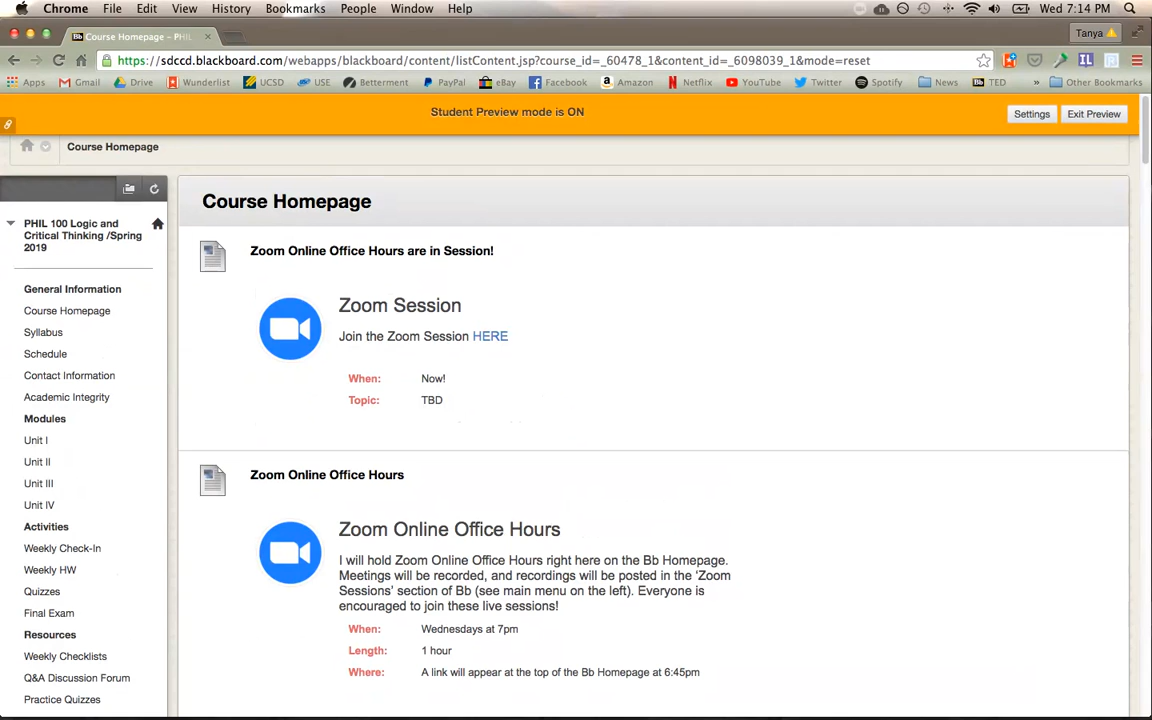 Chrome File Edit View History Bookmarks People Window Help Wed 7:14 PM
Bb Course Homepage – PHIL Tanya
https://sdccd.blackboard.com/webapps/blackboard/content/listContent.jsp?course_id=_60478_1&content_id=_6098039_1&mode=reset
Apps Gmail Drive Wunderlist UCSD USE Betterment PayPal eBay Facebook Amazon Netflix YouTube Twitter Spotify News Bb TED » Other Bookmarks
Student Preview mode is ON
Settings Exit Preview
Course Homepage
PHIL 100 Logic and
Critical Thinking /Spring
2019
General Information
Course Homepage
Syllabus
Schedule
Contact Information
Academic Integrity
Modules
Unit I
Unit II
Unit III
Unit IV
Activities
Weekly Check-In
Weekly HW
Quizzes
Final Exam
Resources
Weekly Checklists
Q&A Discussion Forum
Practice Quizzes
Course Homepage
Zoom Online Office Hours are in Session!
Zoom Session
Join the Zoom Session HERE
When: Now!
Topic: TBD
Zoom Online Office Hours
Zoom Online Office Hours
I will hold Zoom Online Office Hours right here on the Bb Homepage.
Meetings will be recorded, and recordings will be posted in the 'Zoom
Sessions' section of Bb (see main menu on the left). Everyone is
encouraged to join these live sessions!
When: Wednesdays at 7pm
Length: 1 hour
Where: A link will appear at the top of the Bb Homepage at 6:45pm